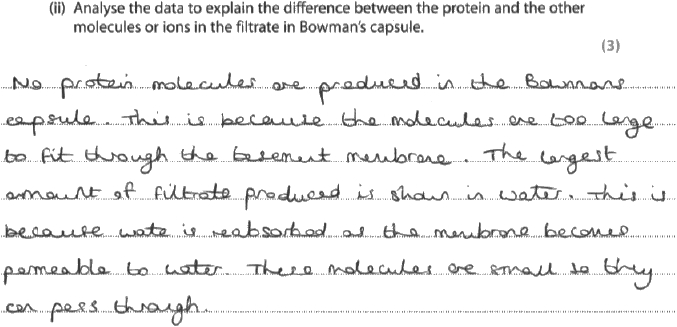 (ii) Analyse the data to explain the difference between the protein and the other
molecules or ions in the filtrate in Bowman's capsule.
(3)
No protein molecules are produced in the Bowmans
capsule. This is because the molecules are too large
to fit through the basement membrane. The largest
amount of filtrate produced is shown in water. This is
because wate is reabsorbed as the membrane becomes
permeable to water. These molecules are small so they
can pass through.